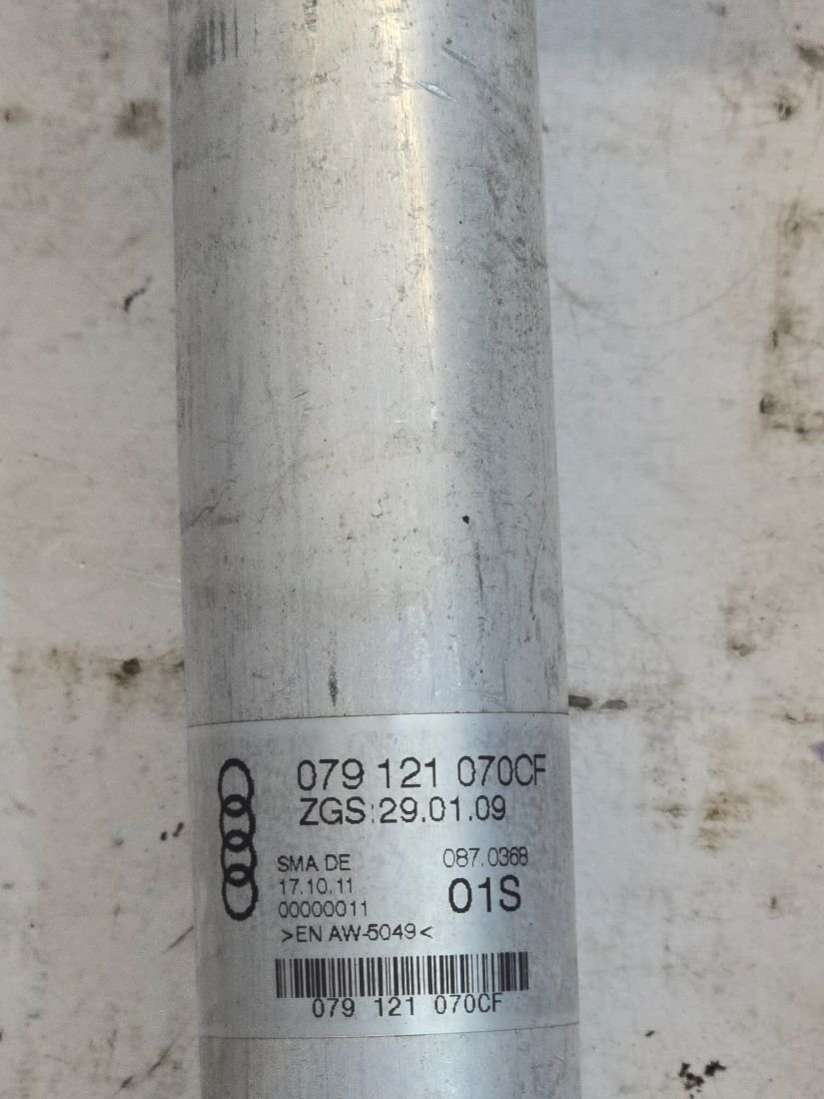 079 121 070CF
ZGS:29.01.09
SMA DE 087.0368
17.10.11 01S
00000011
>EN AW-5049<
079 121 070CF